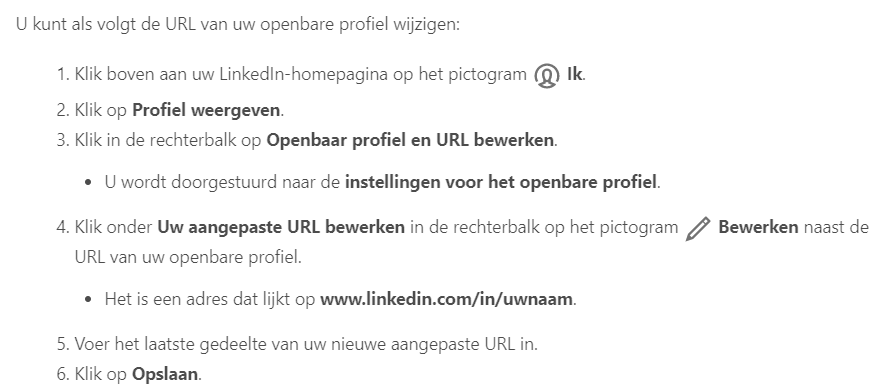 U kunt als volgt de URL van uw openbare profiel wijzigen:
1. Klik boven aan uw LinkedIn-homepagina op het pictogram Ik.
2. Klik op Profiel weergeven.
3. Klik in de rechterbalk op Openbaar profiel en URL bewerken.
• U wordt doorgestuurd naar de instellingen voor het openbare profiel.
4. Klik onder Uw aangepaste URL bewerken in de rechterbalk op het pictogram Bewerken naast de
URL van uw openbare profiel.
• Het is een adres dat lijkt op www.linkedin.com/in/uwnaam.
5. Voer het laatste gedeelte van uw nieuwe aangepaste URL in.
6. Klik op Opslaan.